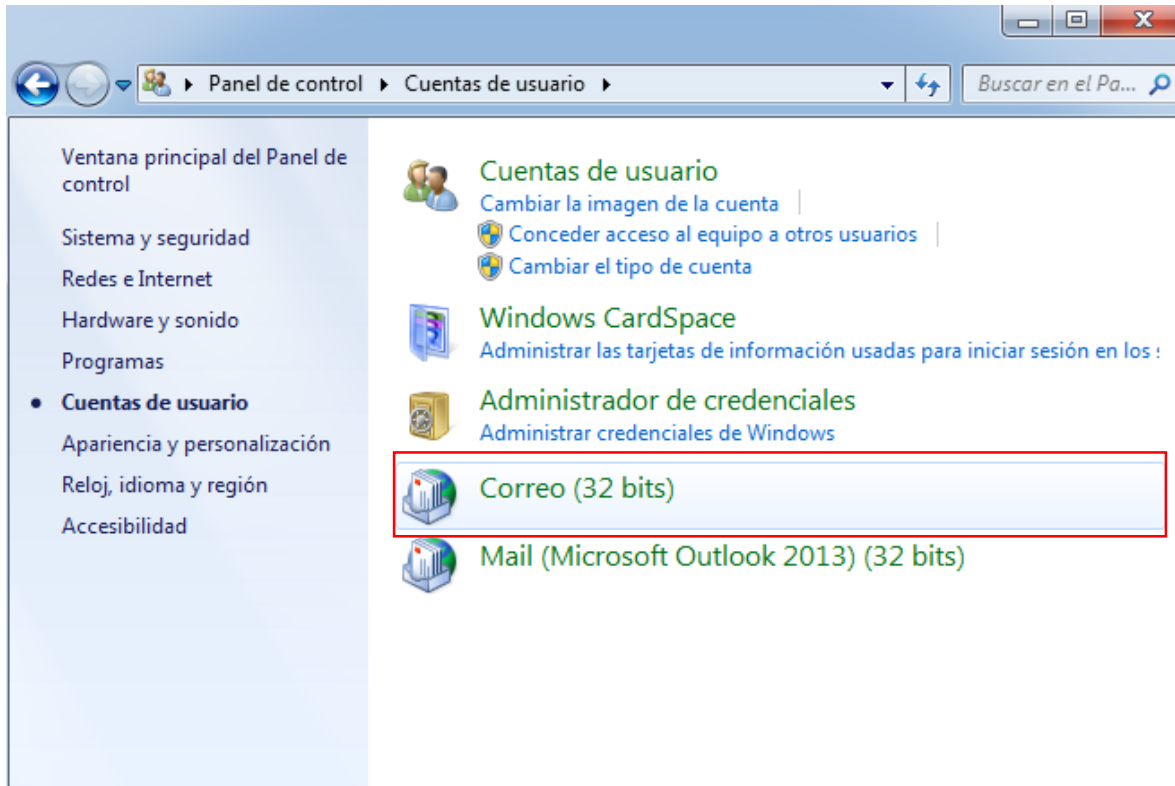 Panel de control Cuentas de usuario Buscar en el Pa...
Ventana principal del Panel de
control
Sistema y seguridad
Redes e Internet
Hardware y sonido
Programas
Cuentas de usuario
Apariencia y personalización
Reloj, idioma y región
Accesibilidad
Cuentas de usuario
Cambiar la imagen de la cuenta
Conceder acceso al equipo a otros usuarios
Cambiar el tipo de cuenta
Windows CardSpace
Administrar las tarjetas de información usadas para iniciar sesión en los
Administrador de credenciales
Administrar credenciales de Windows
Correo (32 bits)
Mail (Microsoft Outlook 2013) (32 bits)